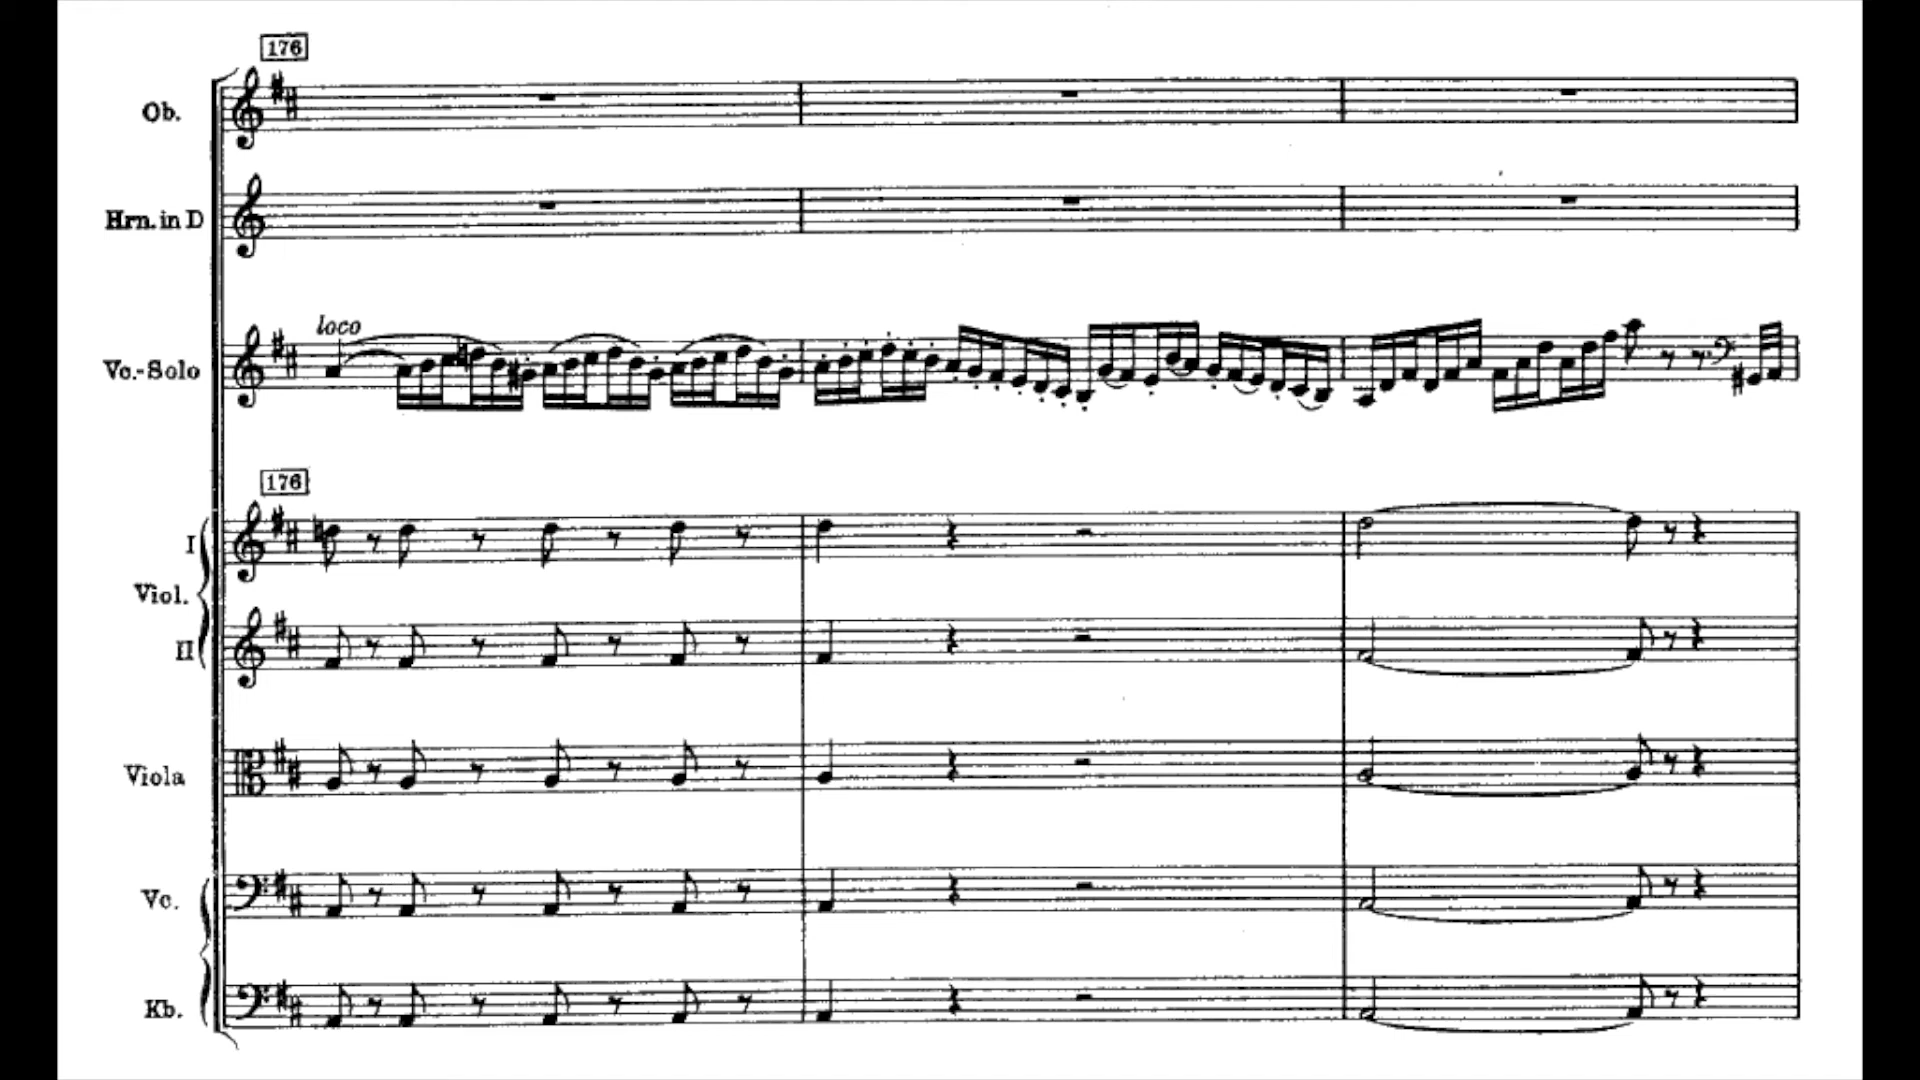 176
Ob.
Hrn. in D
loco
Vc.-Solo
176
I
Viol.
II
Viola
Vc.
Kb.